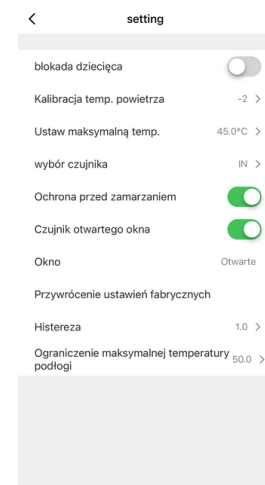 setting
blokada dziecięca
Kalibracja temp. powietrza -2
Ustaw maksymalną temp. 45.0°C
wybór czujnika IN
Ochrona przed zamarzaniem
Czujnik otwartego okna
Okno Otwarte
Przywrócenie ustawień fabrycznych
Histereza 1.0
Ograniczenie maksymalnej temperatury 50.0
podłogi